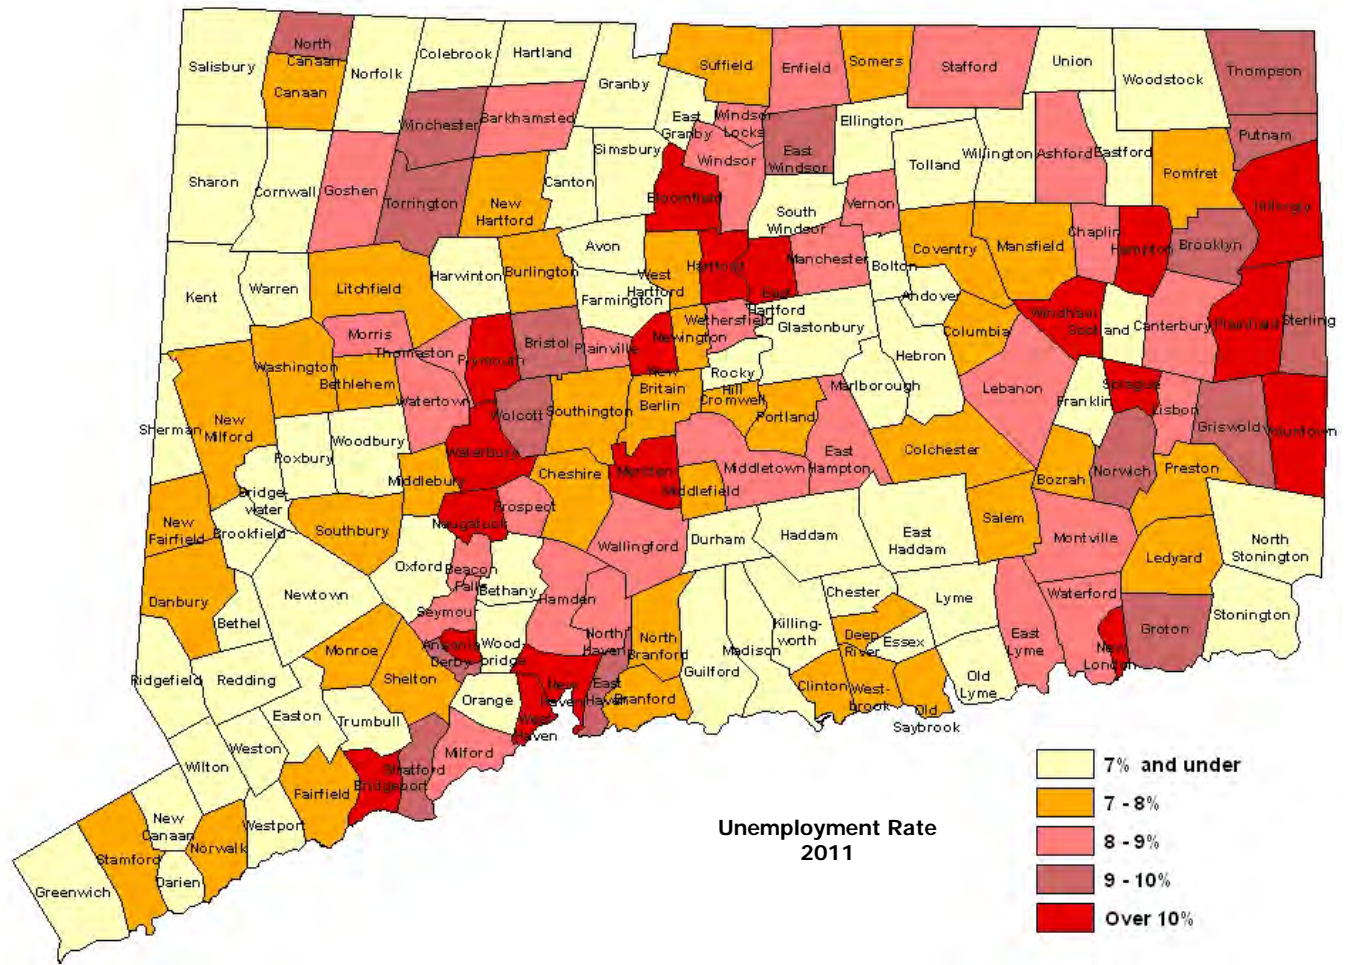 Salisbury
North
Canaan
Canaan
Norfolk
Colebrook
Hartland
Granby
Suffield
Enfield
Somers
Stafford
Union
Woodstock
Thompson
Winchester
Barkhamsted
East
Granby
Windsor
Locks
East
Windsor
Ellington
Tolland
Willington
Ashford
Eastford
Putnam
Pomfret
Sharon
Cornwall
Goshen
Torrington
New
Hartford
Canton
Simsbury
Bloomfield
Windsor
South
Windsor
Vernon
Coventry
Mansfield
Chaplin
Hampton
Brooklyn
Killingly
Kent
Warren
Litchfield
Harwinton
Burlington
Avon
Farmington
West
Hartford
Hartford
East
Hartford
Manchester
Bolton
Andover
Columbia
Windham
Scotland
Canterbury
Plainfield
Sterling
Morris
Thomaston
Plymouth
Bristol
Plainville
Newington
Wethersfield
Glastonbury
Hebron
Washington
Bethlehem
Watertown
Wolcott
Southington
New
Britain
Berlin
Rocky
Hill
Cromwell
Portland
Marlborough
Lebanon
Franklin
Sprague
Lisbon
Griswold
Voluntown
Sherman
New
Milford
Roxbury
Woodbury
Waterbury
Middlebury
Cheshire
Meriden
Middlefield
Middletown
East
Hampton
Colchester
Bozrah
Norwich
Preston
New
Fairfield
Bridge-
water
Brookfield
Southbury
Naugatuck
Prospect
Wallingford
Durham
Haddam
East
Haddam
Salem
Montville
Ledyard
North
Stonington
Danbury
Bethel
Newtown
Oxford
Beacon
Falls
Bethany
Seymour
Hamden
Killing-
worth
Chester
Lyme
Waterford
East
Lyme
New
London
Groton
Stonington
Ansonia
Derby
Wood-
bridge
North
Haven
North
Branford
Guilford
Madison
Deep
River
Essex
Old
Lyme
Ridgefield
Redding
Monroe
Shelton
Orange
New
Haven
East
Haven
Branford
Clinton
West-
brook
Old
Saybrook
Easton
Trumbull
West
Haven
Weston
Wilton
Milford
Stratford
Bridgeport
Fairfield
New
Canaan
Westport
Norwalk
Stamford
Darien
Greenwich
Unemployment Rate
2011
7% and under
7 - 8%
8 - 9%
9 - 10%
Over 10%